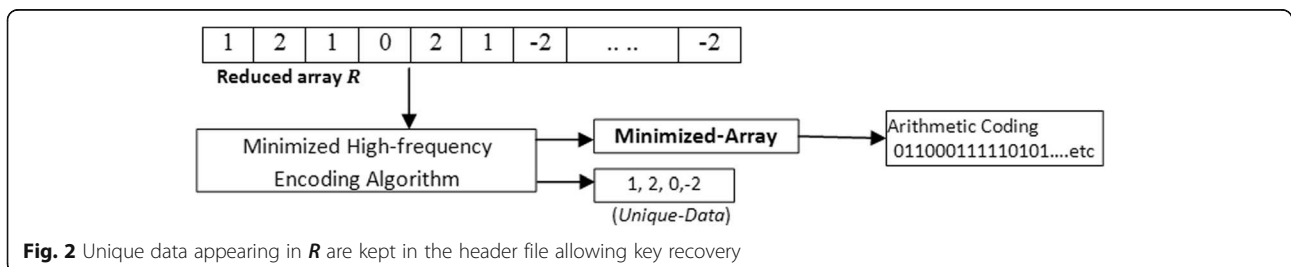 1 2 1 0 2 1 -2 .. .. -2
Reduced array R
Minimized High-frequency
Encoding Algorithm
Minimized-Array
Arithmetic Coding
011000111110101....etc
1, 2, 0,-2
(Unique-Data)
Fig. 2 Unique data appearing in R are kept in the header file allowing key recovery